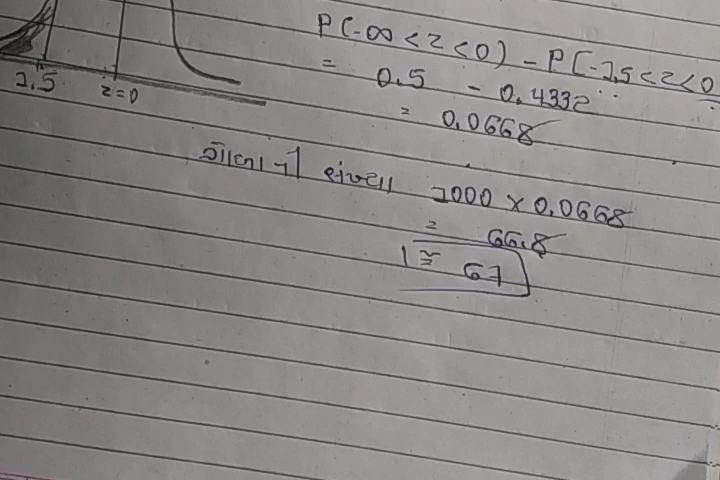 P(-∞<z<0) - P(-1.5<z<0
= 0.5 - 0.4332
= 0.0668
1.5 z=0
ગોળાની સંખ્યા 1000 × 0.0668
= 66.8
≅ 67